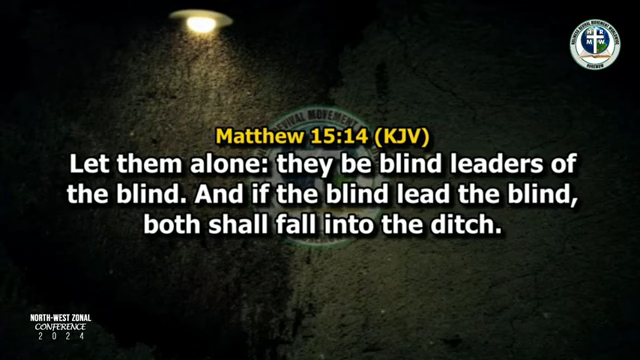 Matthew 15:14 (KJV)
Let them alone: they be blind leaders of
the blind. And if the blind lead the blind,
both shall fall into the ditch.
NORTH-WEST ZONAL
CONFERENCE
2024